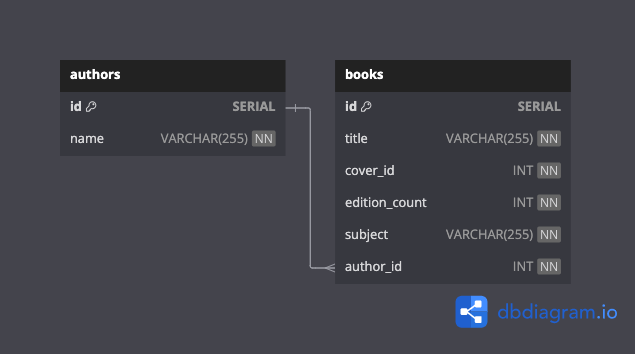 authors
id SERIAL
name VARCHAR(255) NN
books
id SERIAL
title VARCHAR(255) NN
cover_id INT NN
edition_count INT NN
subject VARCHAR(255) NN
author_id INT NN
dbdiagram.io